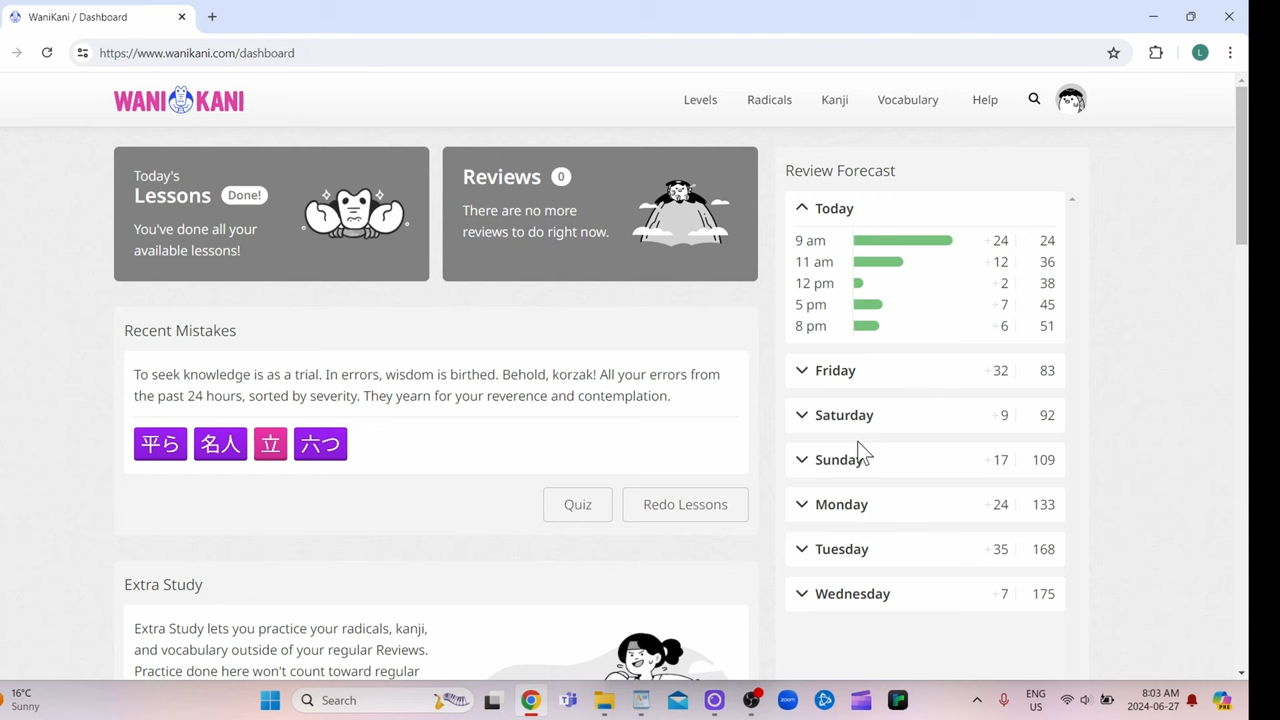 WaniKani / Dashboard
https://www.wanikani.com/dashboard
L
WANI KANI
Levels Radicals Kanji Vocabulary Help
Today's
Lessons Done!
You've done all your
available lessons!
Reviews 0
There are no more
reviews to do right now.
Recent Mistakes
To seek knowledge is as a trial. In errors, wisdom is birthed. Behold, korzak! All your errors from
the past 24 hours, sorted by severity. They yearn for your reverence and contemplation.
平ら 名人 立 六つ
Quiz Redo Lessons
Extra Study
Extra Study lets you practice your radicals, kanji,
and vocabulary outside of your regular Reviews.
Practice done here won't count toward regular
Review Forecast
Today
9 am +24 24
11 am +12 36
12 pm +2 38
5 pm +7 45
8 pm +6 51
Friday +32 83
Saturday +9 92
Sunday +17 109
Monday +24 133
Tuesday +35 168
Wednesday +7 175
16°C
Sunny
Search
zoom
ENG
US
8:03 AM
2024-06-27
PRE